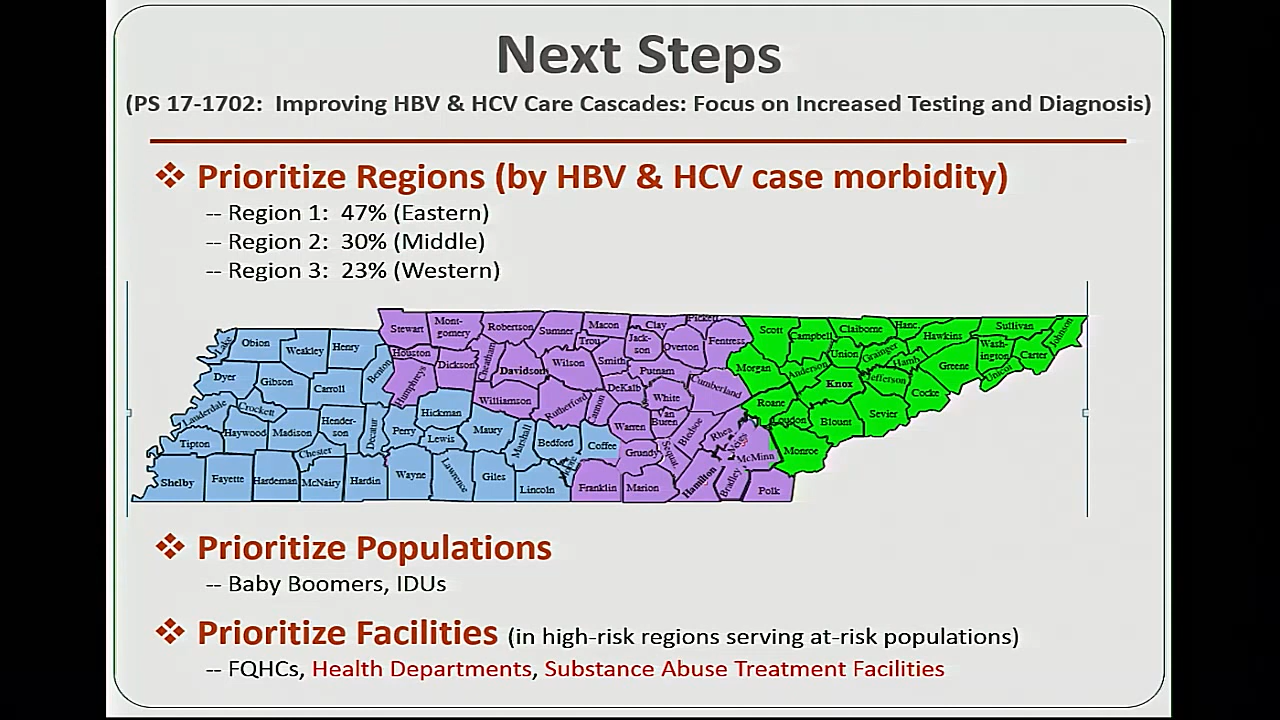 Next Steps
(PS 17-1702: Improving HBV & HCV Care Cascades: Focus on Increased Testing and Diagnosis)
❖ Prioritize Regions (by HBV & HCV case morbidity)
-- Region 1: 47% (Eastern)
-- Region 2: 30% (Middle)
-- Region 3: 23% (Western)
Lake
Obion
Weakley
Henry
Stewart
Mont-
gomery
Robertson
Sumner
Macon
Trou
Clay
Pickett
Jack-
son
Overton
Fentress
Scott
Campbell
Claiborne
Hanc.
Hawkins
Sullivan
Johnson
Houston
Dickson
Cheatham
Davidson
Wilson
Smith
Putnam
Morgan
Anderson
Union
Grainger
Hamb.
Greene
Wash-
ington
Carter
Unicoi
Dyer
Gibson
Carroll
Benton
Humphreys
Williamson
Rutherford
Cannon
DeKalb
White
Cumberland
Roane
Knox
Jefferson
Cocke
Lauderdale
Crockett
Haywood
Madison
Hender-
son
Decatur
Perry
Hickman
Lewis
Maury
Marshall
Bedford
Coffee
Warren
Van
Buren
Bledsoe
Rhea
Meigs
Loudon
Blount
Sevier
Tipton
Chester
Grundy
Sequat.
McMinn
Monroe
Shelby
Fayette
Hardeman
McNairy
Hardin
Wayne
Lawrence
Giles
Lincoln
Moore
Franklin
Marion
Hamilton
Bradley
Polk
❖ Prioritize Populations
-- Baby Boomers, IDUs
❖ Prioritize Facilities (in high-risk regions serving at-risk populations)
-- FQHCs, Health Departments, Substance Abuse Treatment Facilities